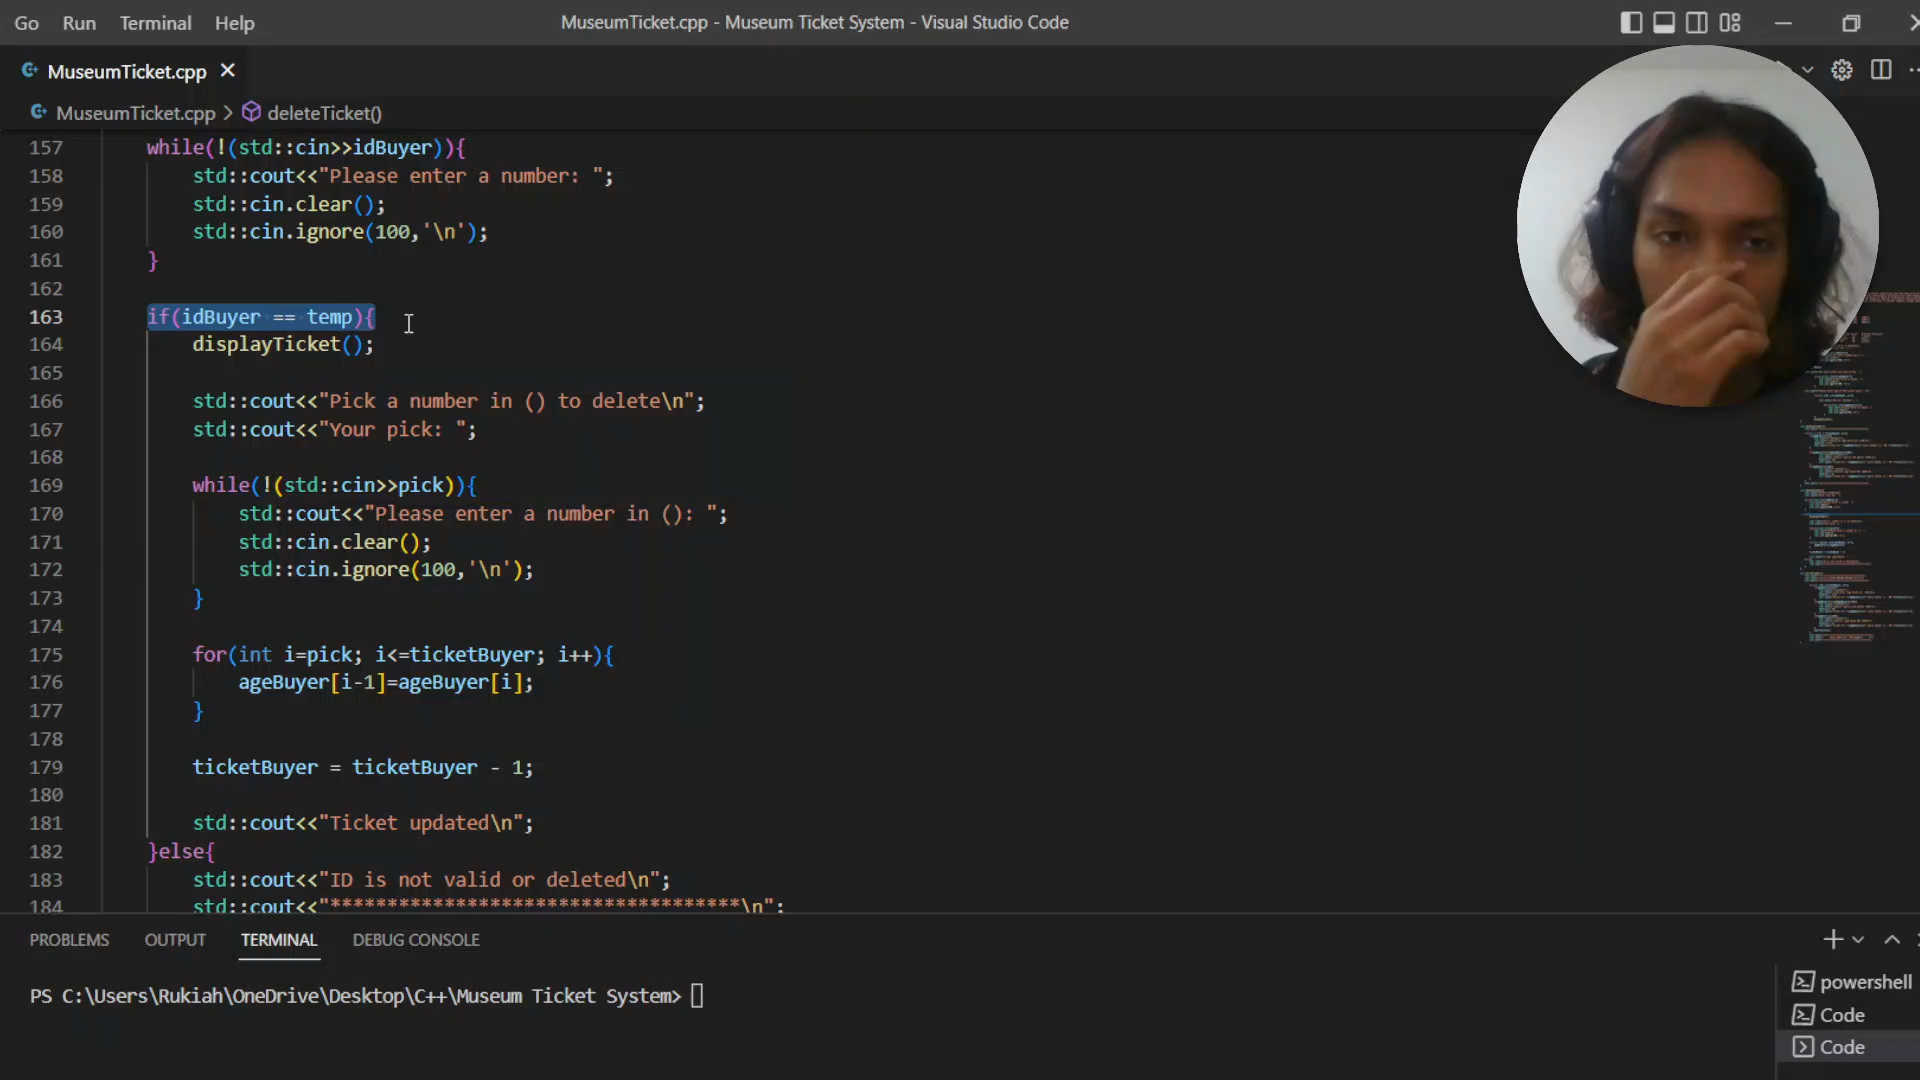 Go Run Terminal Help
MuseumTicket.cpp - Museum Ticket System - Visual Studio Code
MuseumTicket.cpp
MuseumTicket.cpp > deleteTicket()
157 while(!(std::cin>>idBuyer)){
158 std::cout<<"Please enter a number: ";
159 std::cin.clear();
160 std::cin.ignore(100,'\n');
161 }
162
163 if(idBuyer == temp){
164 displayTicket();
165
166 std::cout<<"Pick a number in () to delete\n";
167 std::cout<<"Your pick: ";
168
169 while(!(std::cin>>pick)){
170 std::cout<<"Please enter a number in (): ";
171 std::cin.clear();
172 std::cin.ignore(100,'\n');
173 }
174
175 for(int i=pick; i<=ticketBuyer; i++){
176 ageBuyer[i-1]=ageBuyer[i];
177 }
178
179 ticketBuyer = ticketBuyer - 1;
180
181 std::cout<<"Ticket updated\n";
182 }else{
183 std::cout<<"ID is not valid or deleted\n";
184 std::cout<<"************************************\n";
PROBLEMS OUTPUT TERMINAL DEBUG CONSOLE
PS C:\Users\Rukiah\OneDrive\Desktop\C++\Museum Ticket System>
powershell
Code
Code